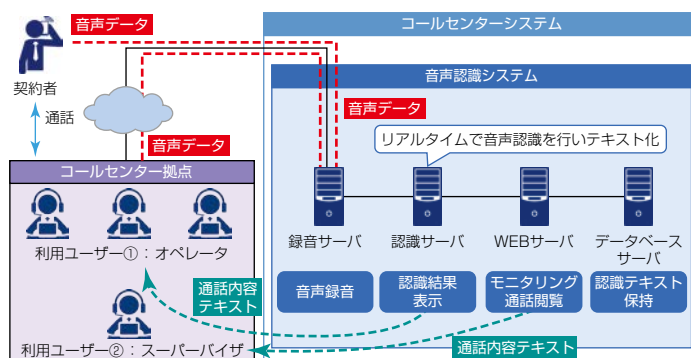 音声データ
コールセンターシステム
契約者
通話
音声データ
音声認識システム
音声データ
リアルタイムで音声認識を行いテキスト化
コールセンター拠点
利用ユーザー①：オペレータ
利用ユーザー②：スーパーバイザ
録音サーバ
認識サーバ
WEBサーバ
データベース
サーバ
音声録音
認識結果
表示
モニタリング
通話閲覧
認識テキスト
保持
通話内容
テキスト
通話内容テキスト